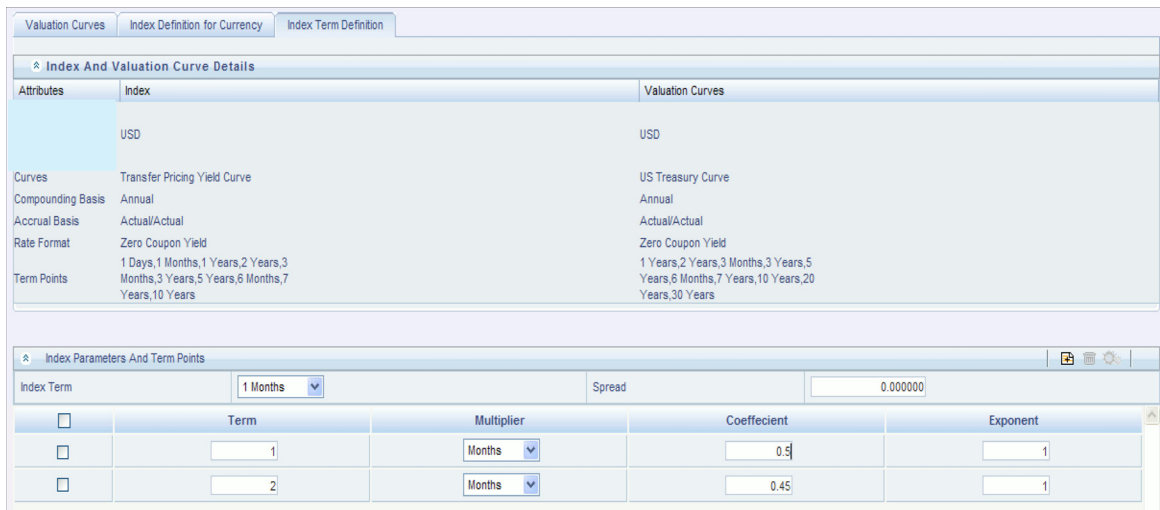 Valuation Curves Index Definition for Currency Index Term Definition
Index And Valuation Curve Details
Attributes Index Valuation Curves
USD USD
Curves Transfer Pricing Yield Curve US Treasury Curve
Compounding Basis Annual Annual
Accrual Basis Actual/Actual Actual/Actual
Rate Format Zero Coupon Yield Zero Coupon Yield
Term Points 1 Days,1 Months,1 Years,2 Years,3
Months,3 Years,5 Years,6 Months,7
Years,10 Years
1 Years,2 Years,3 Months,3 Years,5
Years,6 Months,7 Years,10 Years,20
Years,30 Years
Index Parameters And Term Points
Index Term 1 Months Spread 0.000000
Term Multiplier Coeffecient Exponent
1 Months 0.5 1
2 Months 0.45 1